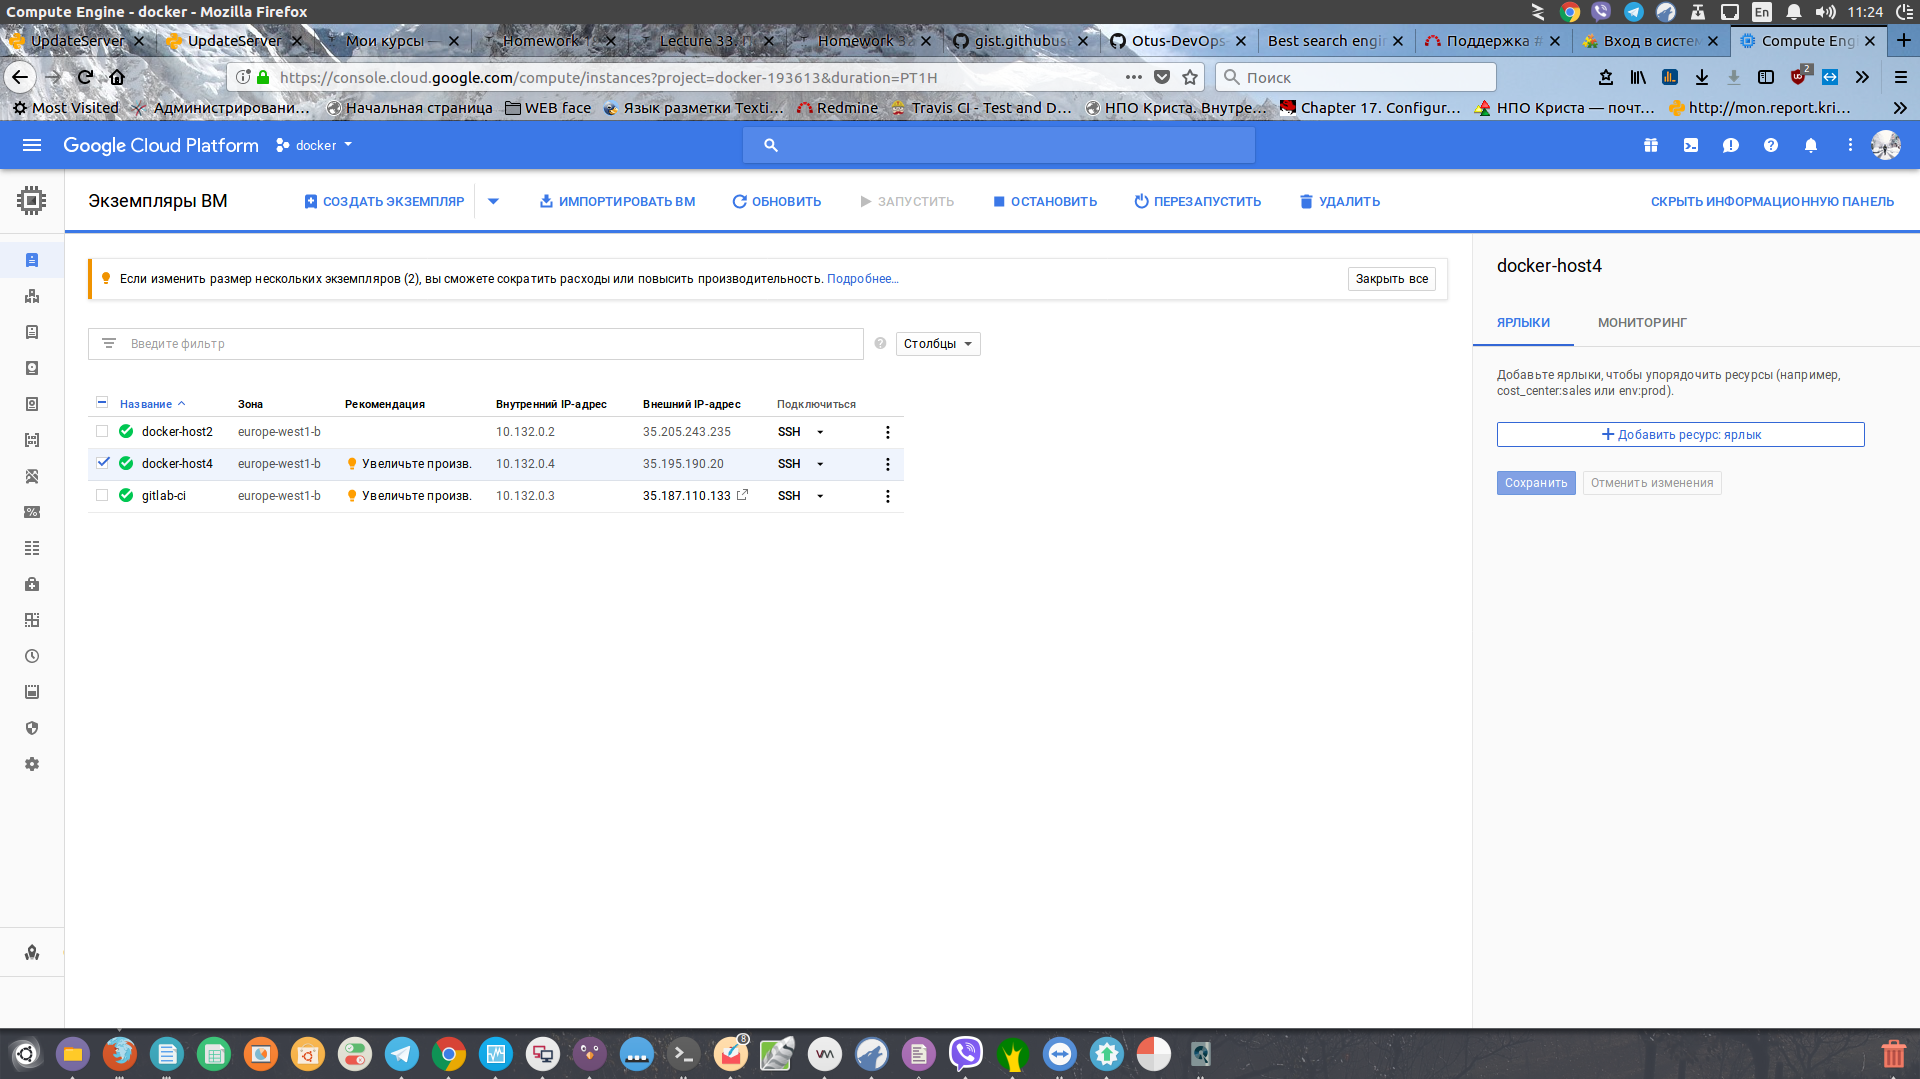 Compute Engine - docker - Mozilla Firefox
En
11:24
UpdateServer
UpdateServer
Мои курсы —
Homework
Lecture 33.
Homework
gist.githubus
Otus-DevOps
Best search engi
Поддержка #
Вход в систем
Compute Eng
https://console.cloud.google.com/compute/instances?project=docker-193613&duration=PT1H
Поиск
2
Most Visited
Администрировани…
Начальная страница
WEB face
Язык разметки Texti…
Redmine
Travis CI - Test and D…
НПО Криста. Внутре…
Chapter 17. Configur…
НПО Криста — почт…
http://mon.report.kri…
Google Cloud Platform
docker
Экземпляры ВМ
СОЗДАТЬ ЭКЗЕМПЛЯР
ИМПОРТИРОВАТЬ ВМ
ОБНОВИТЬ
ЗАПУСТИТЬ
ОСТАНОВИТЬ
ПЕРЕЗАПУСТИТЬ
УДАЛИТЬ
СКРЫТЬ ИНФОРМАЦИОННУЮ ПАНЕЛЬ
Если изменить размер нескольких экземпляров (2), вы сможете сократить расходы или повысить производительность. Подробнее…
Закрыть все
Введите фильтр
Столбцы
Название Зона Рекомендация Внутренний IP-адрес Внешний IP-адрес Подключиться
docker-host2 europe-west1-b 10.132.0.2 35.205.243.235 SSH
docker-host4 europe-west1-b Увеличьте произв. 10.132.0.4 35.195.190.20 SSH
gitlab-ci europe-west1-b Увеличьте произв. 10.132.0.3 35.187.110.133 SSH
docker-host4
ЯРЛЫКИ
МОНИТОРИНГ
Добавьте ярлыки, чтобы упорядочить ресурсы (например,
cost_center:sales или env:prod).
Добавить ресурс: ярлык
Сохранить
Отменить изменения
8